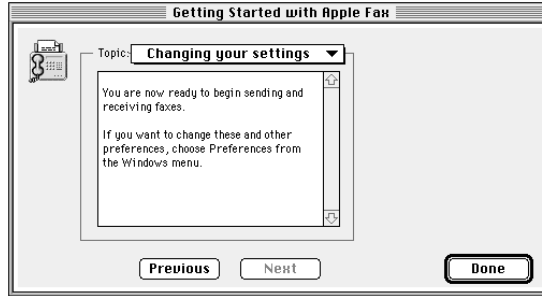 Getting Started with Apple Fax
Topic: Changing your settings
You are now ready to begin sending and
receiving faxes.
If you want to change these and other
preferences, choose Preferences from
the Windows menu.
Previous Next Done